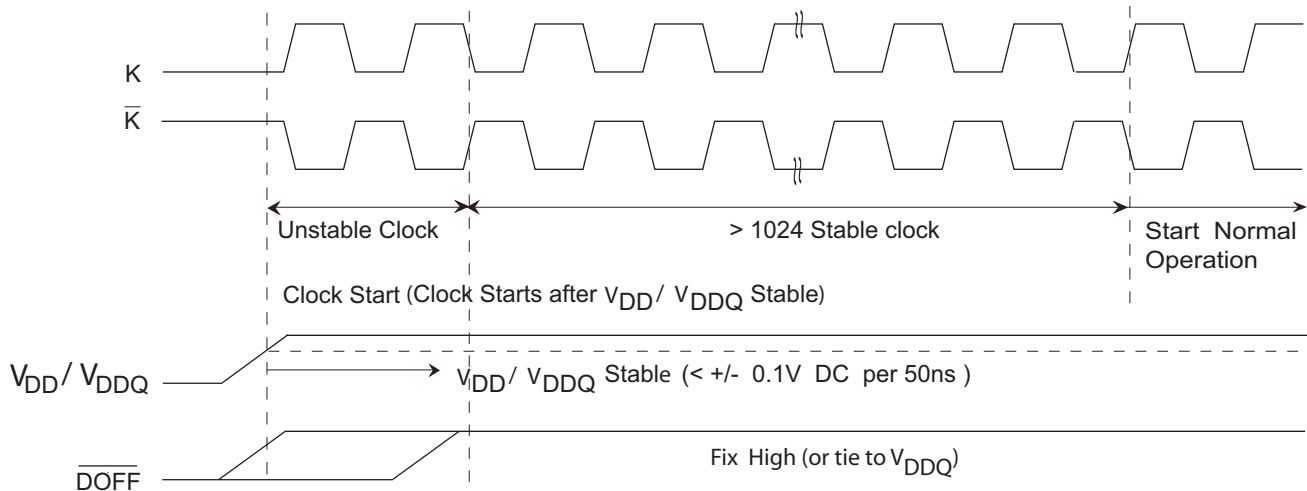 K
K̅
Unstable Clock
> 1024 Stable clock
Start Normal
Operation
Clock Start (Clock Starts after VDD / VDDQ Stable)
VDD / VDDQ
VDD / VDDQ Stable (< +/- 0.1V DC per 50ns )
D̅O̅F̅F̅
Fix High (or tie to VDDQ)